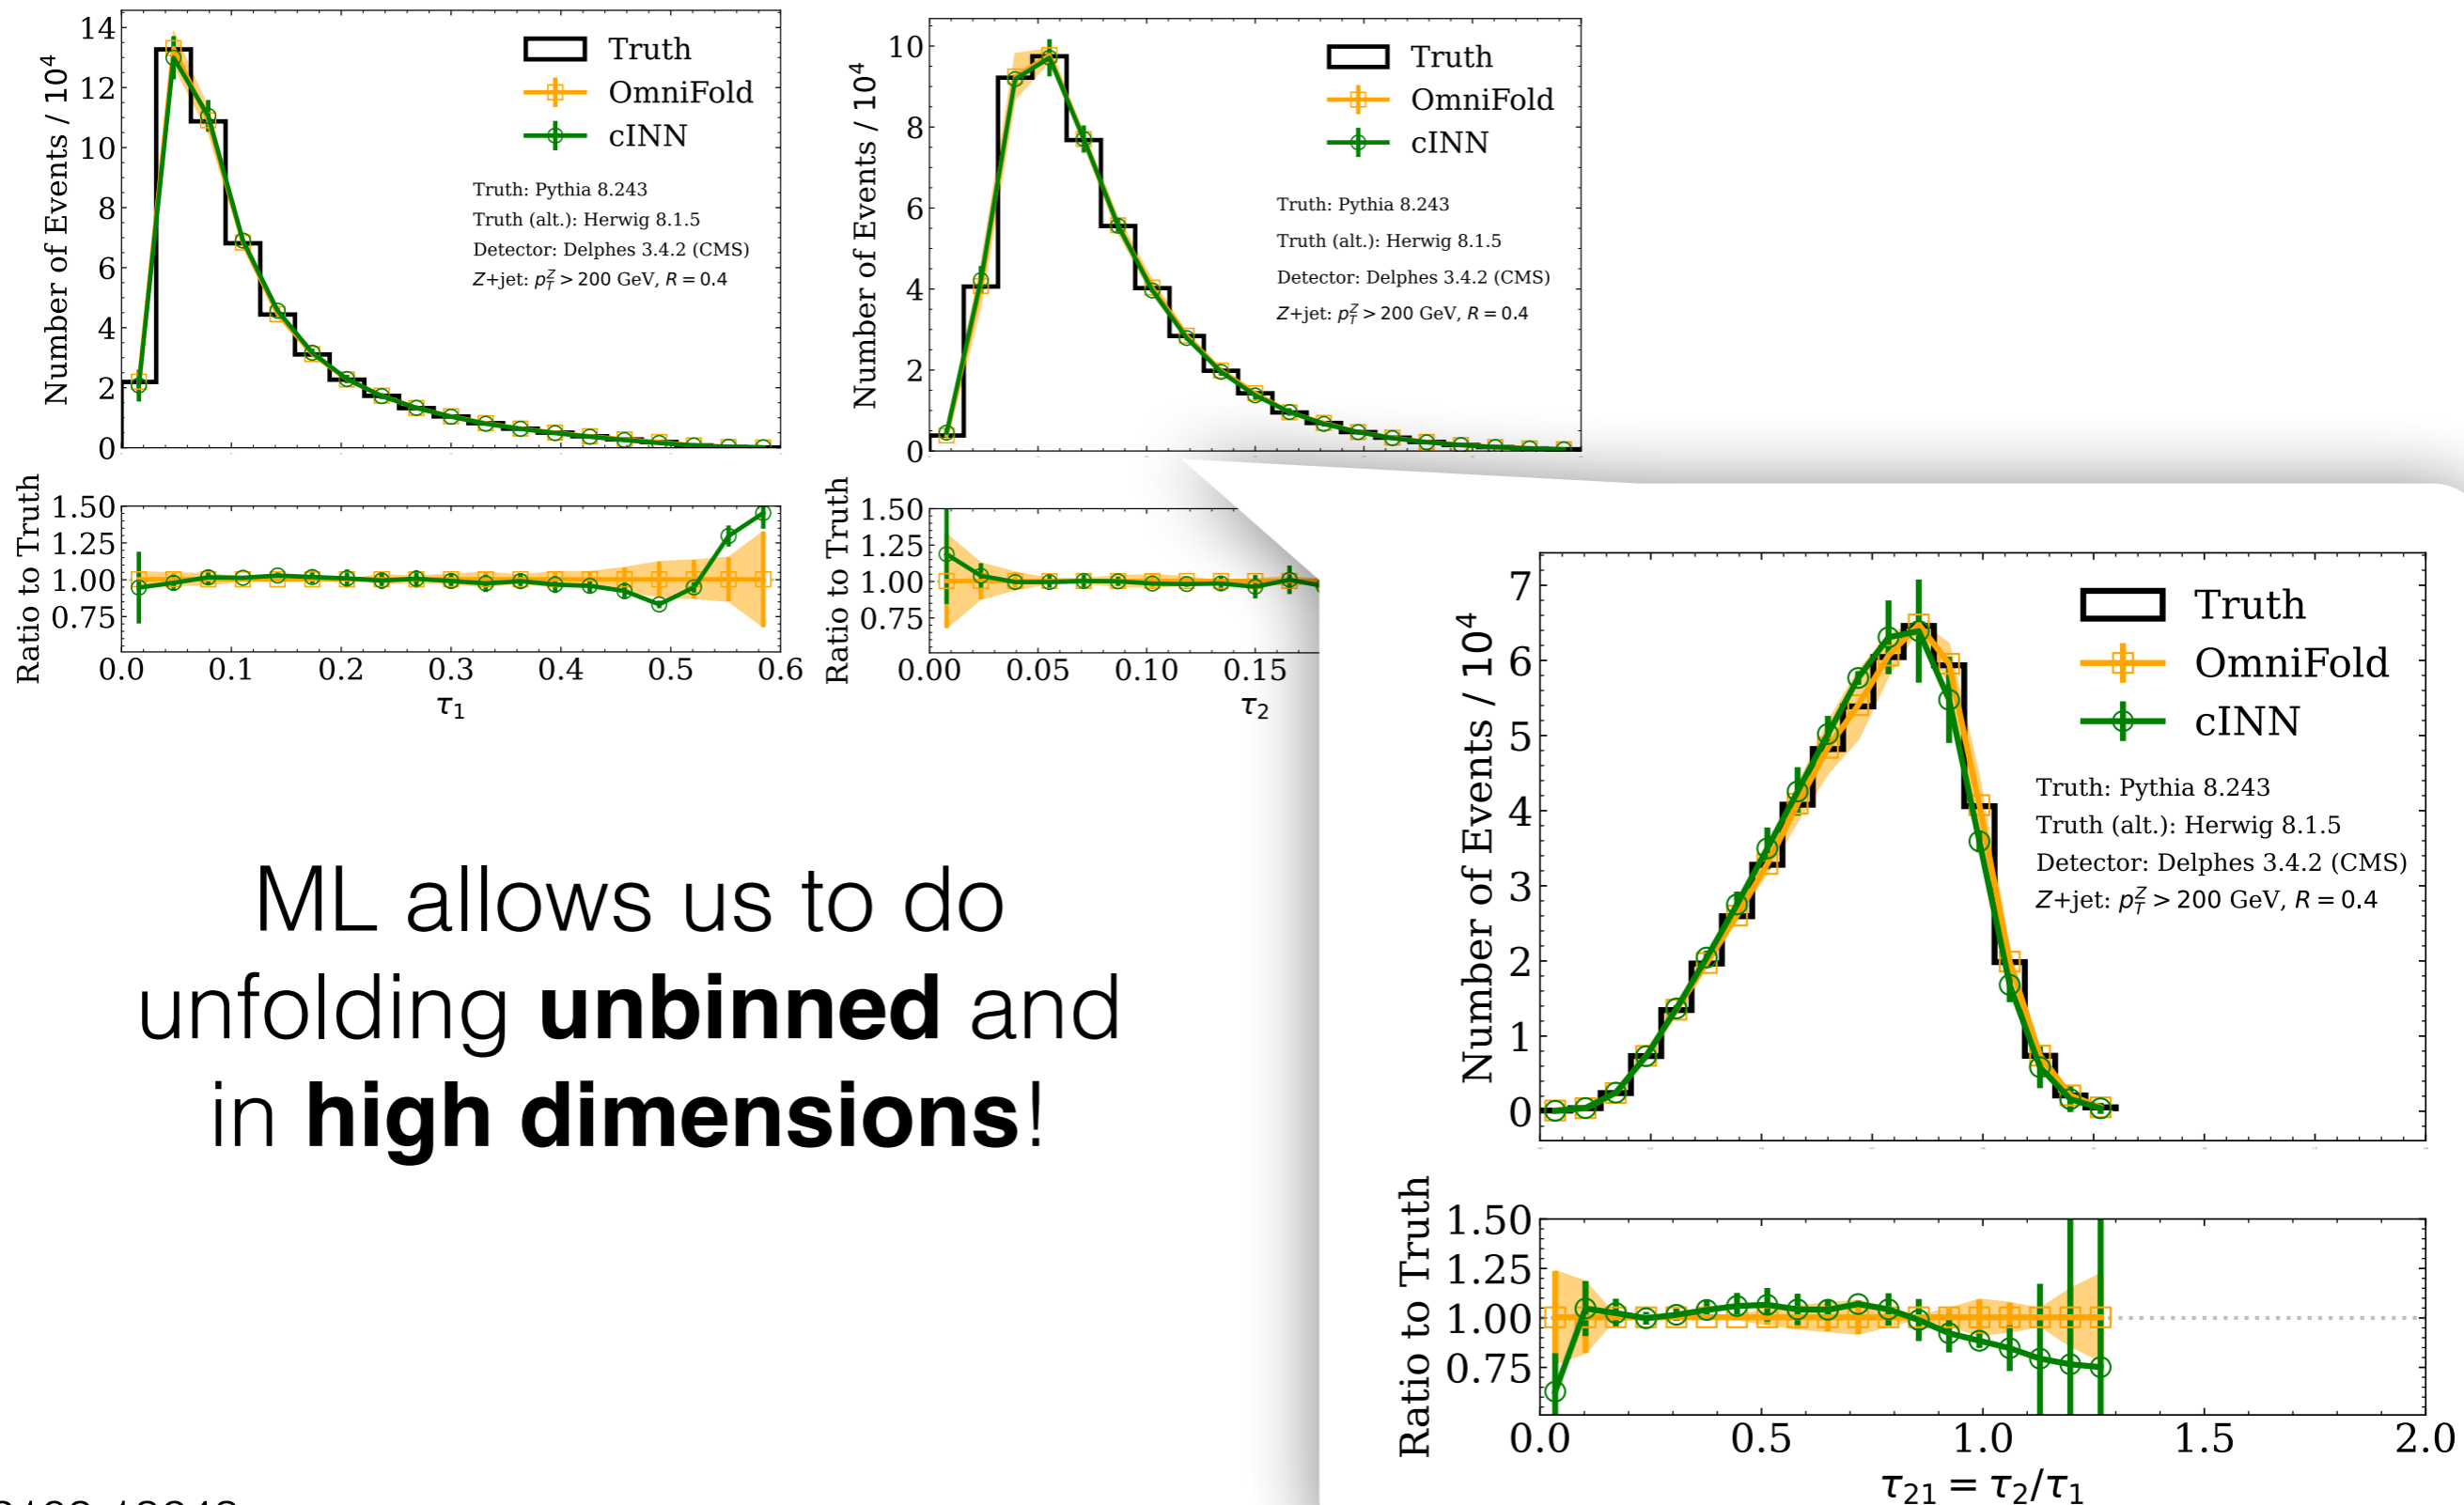 14
12
10
8
6
4
2
0
Number of Events / 10⁴
Truth
OmniFold
cINN
Truth: Pythia 8.243
Truth (alt.): Herwig 8.1.5
Detector: Delphes 3.4.2 (CMS)
Z+jet: p_T^Z > 200 GeV, R = 0.4
1.50
1.25
1.00
0.75
Ratio to Truth
0.0 0.1 0.2 0.3 0.4 0.5 0.6
τ₁
10
8
6
4
2
0
Number of Events / 10⁴
Truth
OmniFold
cINN
Truth: Pythia 8.243
Truth (alt.): Herwig 8.1.5
Detector: Delphes 3.4.2 (CMS)
Z+jet: p_T^Z > 200 GeV, R = 0.4
1.50
1.25
1.00
0.75
Ratio to Truth
0.00 0.05 0.10 0.15
τ₂
ML allows us to do
unfolding unbinned and
in high dimensions!
7
6
5
4
3
2
1
0
Number of Events / 10⁴
Truth
OmniFold
cINN
Truth: Pythia 8.243
Truth (alt.): Herwig 8.1.5
Detector: Delphes 3.4.2 (CMS)
Z+jet: p_T^Z > 200 GeV, R = 0.4
1.50
1.25
1.00
0.75
Ratio to Truth
0.0 0.5 1.0 1.5 2.0
τ₂₁ = τ₂/τ₁